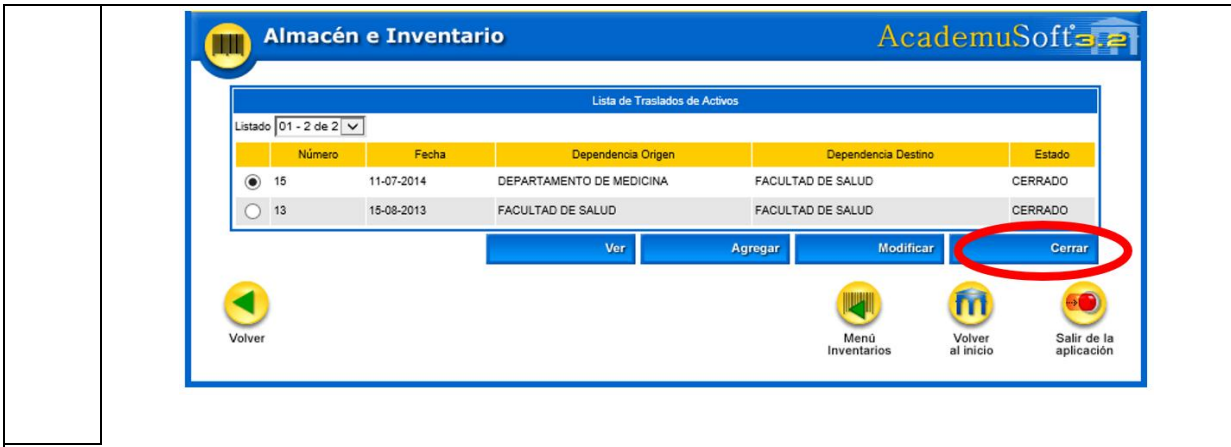 Almacén e Inventario
AcademuSoft 3.2
Lista de Traslados de Activos
Listado 01 - 2 de 2
Número Fecha Dependencia Origen Dependencia Destino Estado
15 11-07-2014 DEPARTAMENTO DE MEDICINA FACULTAD DE SALUD CERRADO
13 15-08-2013 FACULTAD DE SALUD FACULTAD DE SALUD CERRADO
Ver Agregar Modificar Cerrar
Volver
Menú
Inventarios
Volver
al inicio
Salir de la
aplicación